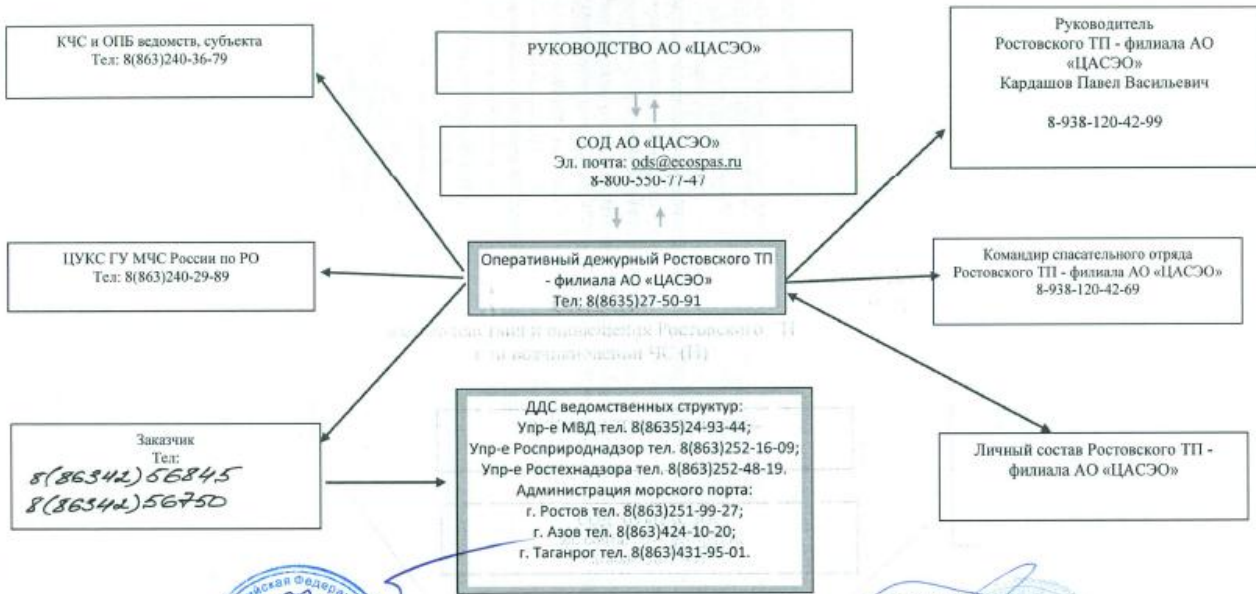 КЧС и ОПБ ведомств, субъекта
Тел: 8(863)240-36-79
РУКОВОДСТВО АО «ЦАСЭО»
Руководитель
Ростовского ТП - филиала АО
«ЦАСЭО»
Кардашов Павел Васильевич
8-938-120-42-99
СОД АО «ЦАСЭО»
Эл. почта: ods@ecospas.ru
8-800-550-77-47
ЦУКС ГУ МЧС России по РО
Тел: 8(863)240-29-89
Оперативный дежурный Ростовского ТП
- филиала АО «ЦАСЭО»
Тел: 8(8635)27-50-91
Командир спасательного отряда
Ростовского ТП - филиала АО «ЦАСЭО»
8-938-120-42-69
Заказчик
Тел:
8(86342)56845
8(86342)56750
ДДС ведомственных структур:
Упр-е МВД тел. 8(8635)24-93-44;
Упр-е Росприроднадзор тел. 8(863)252-16-09;
Упр-е Ростехнадзора тел. 8(863)252-48-19.
Администрация морского порта:
г. Ростов тел. 8(863)251-99-27;
г. Азов тел. 8(863)424-10-20;
г. Таганрог тел. 8(863)431-95-01.
Личный состав Ростовского ТП -
филиала АО «ЦАСЭО»